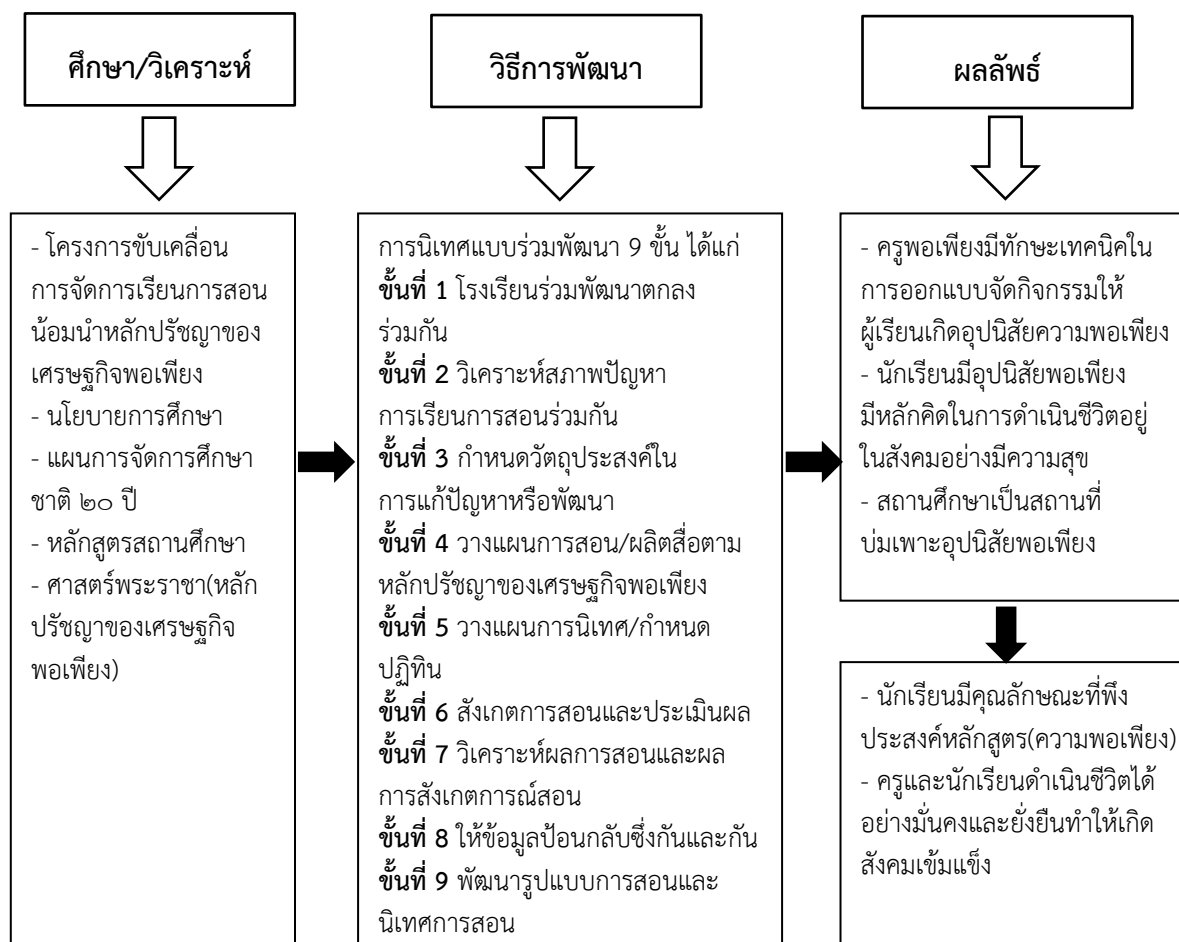 ศึกษา/วิเคราะห์
วิธีการพัฒนา
ผลลัพธ์
- โครงการขับเคลื่อน
การจัดการเรียนการสอน
น้อมนำหลักปรัชญาของ
เศรษฐกิจพอเพียง
- นโยบายการศึกษา
- แผนการจัดการศึกษา
ชาติ ๒๐ ปี
- หลักสูตรสถานศึกษา
- ศาสตร์พระราชา(หลัก
ปรัชญาของเศรษฐกิจ
พอเพียง)
การนิเทศแบบร่วมพัฒนา 9 ขั้น ได้แก่
ขั้นที่ 1 โรงเรียนร่วมพัฒนาตกลง
ร่วมกัน
ขั้นที่ 2 วิเคราะห์สภาพปัญหา
การเรียนการสอนร่วมกัน
ขั้นที่ 3 กำหนดวัตถุประสงค์ใน
การแก้ปัญหาหรือพัฒนา
ขั้นที่ 4 วางแผนการสอน/ผลิตสื่อตาม
หลักปรัชญาของเศรษฐกิจพอเพียง
ขั้นที่ 5 วางแผนการนิเทศ/กำหนด
ปฏิทิน
ขั้นที่ 6 สังเกตการสอนและประเมินผล
ขั้นที่ 7 วิเคราะห์ผลการสอนและผล
การสังเกตการณ์สอน
ขั้นที่ 8 ให้ข้อมูลป้อนกลับซึ่งกันและกัน
ขั้นที่ 9 พัฒนารูปแบบการสอนและ
นิเทศการสอน
- ครูพอเพียงมีทักษะเทคนิคใน
การออกแบบจัดกิจกรรมให้
ผู้เรียนเกิดอุปนิสัยความพอเพียง
- นักเรียนมีอุปนิสัยพอเพียง
มีหลักคิดในการดำเนินชีวิตอยู่
ในสังคมอย่างมีความสุข
- สถานศึกษาเป็นสถานที่
บ่มเพาะอุปนิสัยพอเพียง
- นักเรียนมีคุณลักษณะที่พึง
ประสงค์หลักสูตร(ความพอเพียง)
- ครูและนักเรียนดำเนินชีวิตได้
อย่างมั่นคงและยั่งยืนทำให้เกิด
สังคมเข้มแข็ง